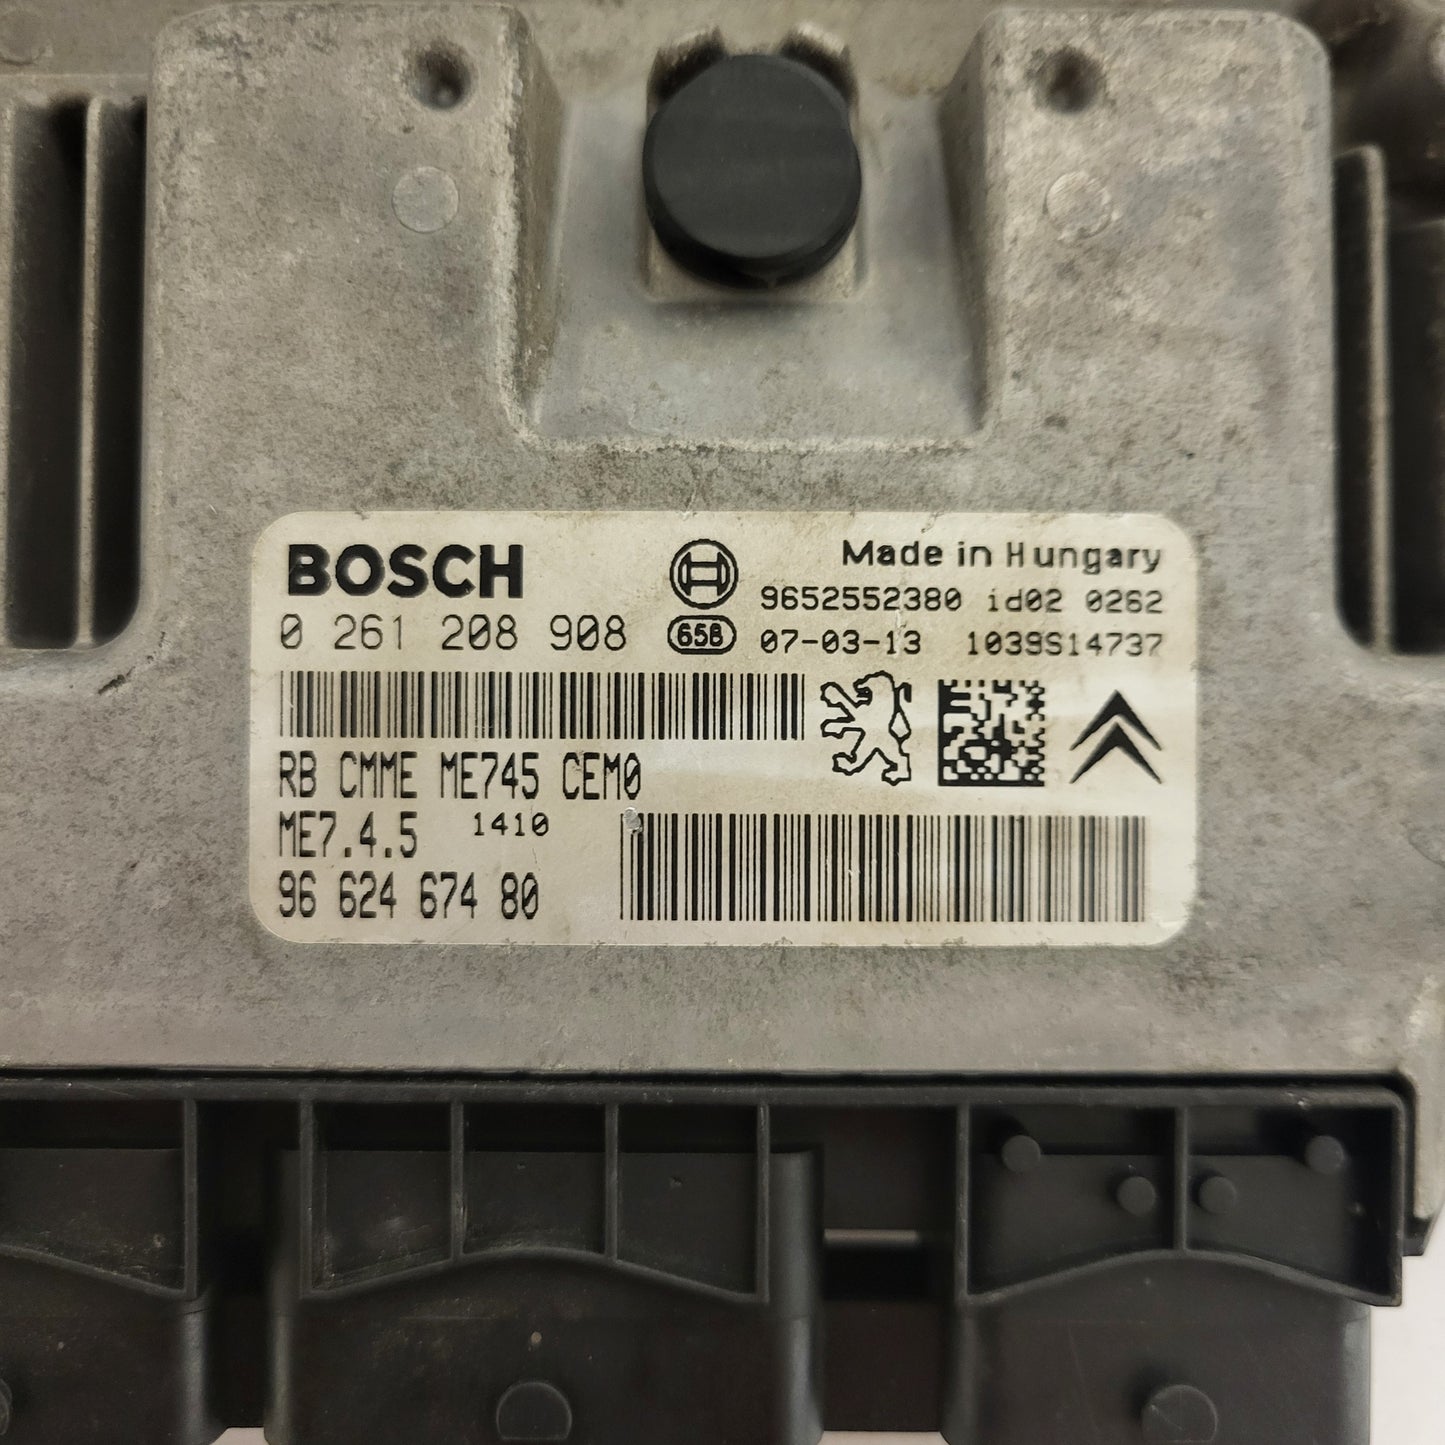 BOSCH
Made in Hungary
9652552380 id02 0262
0 261 208 908
65B
07-03-13 1039S14737
RB CMME ME745 CEM0
ME7.4.5 1410
96 624 674 80